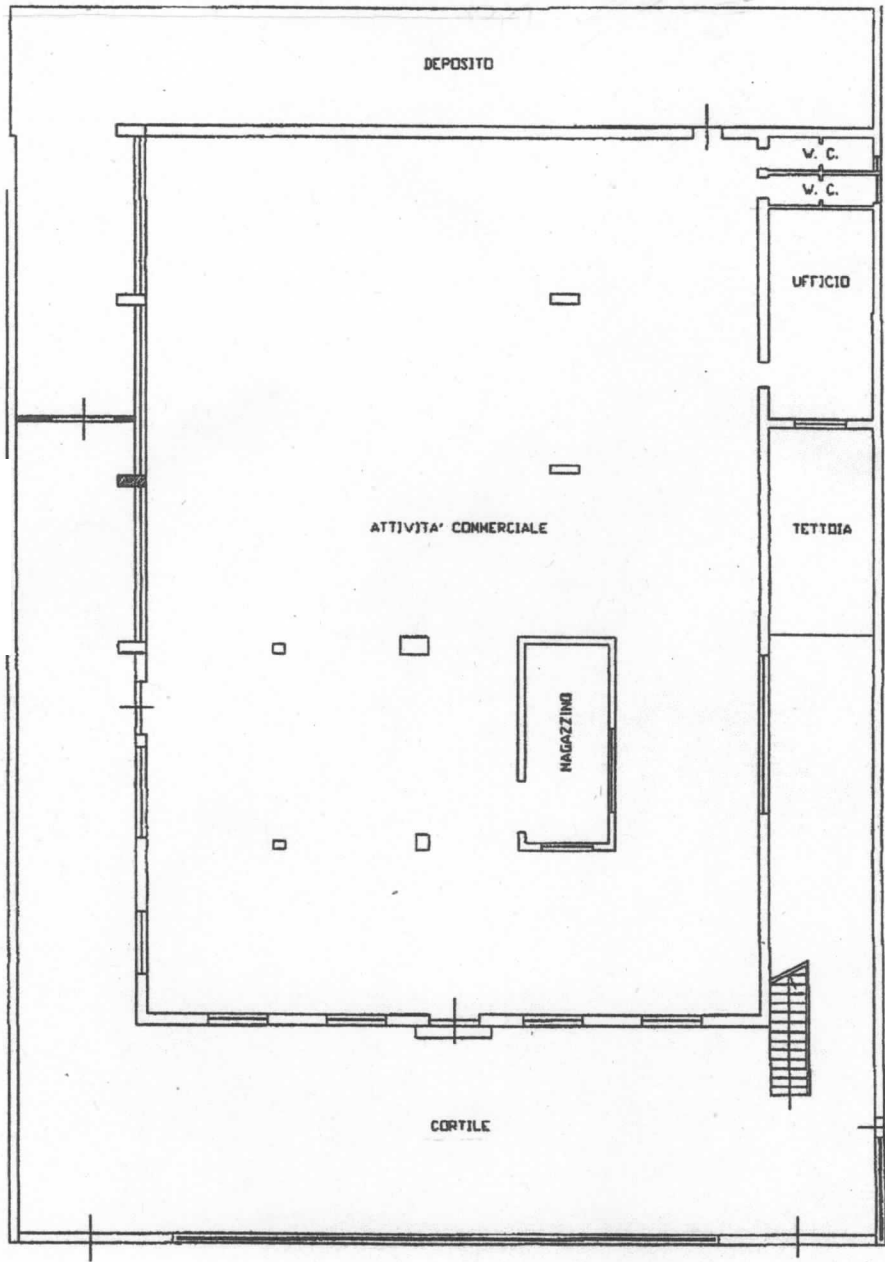 DEPOSITO
W. C.
W. C.
UFFICIO
ATTIVITA' COMMERCIALE
TETTOIA
MAGAZZINO
CORTILE